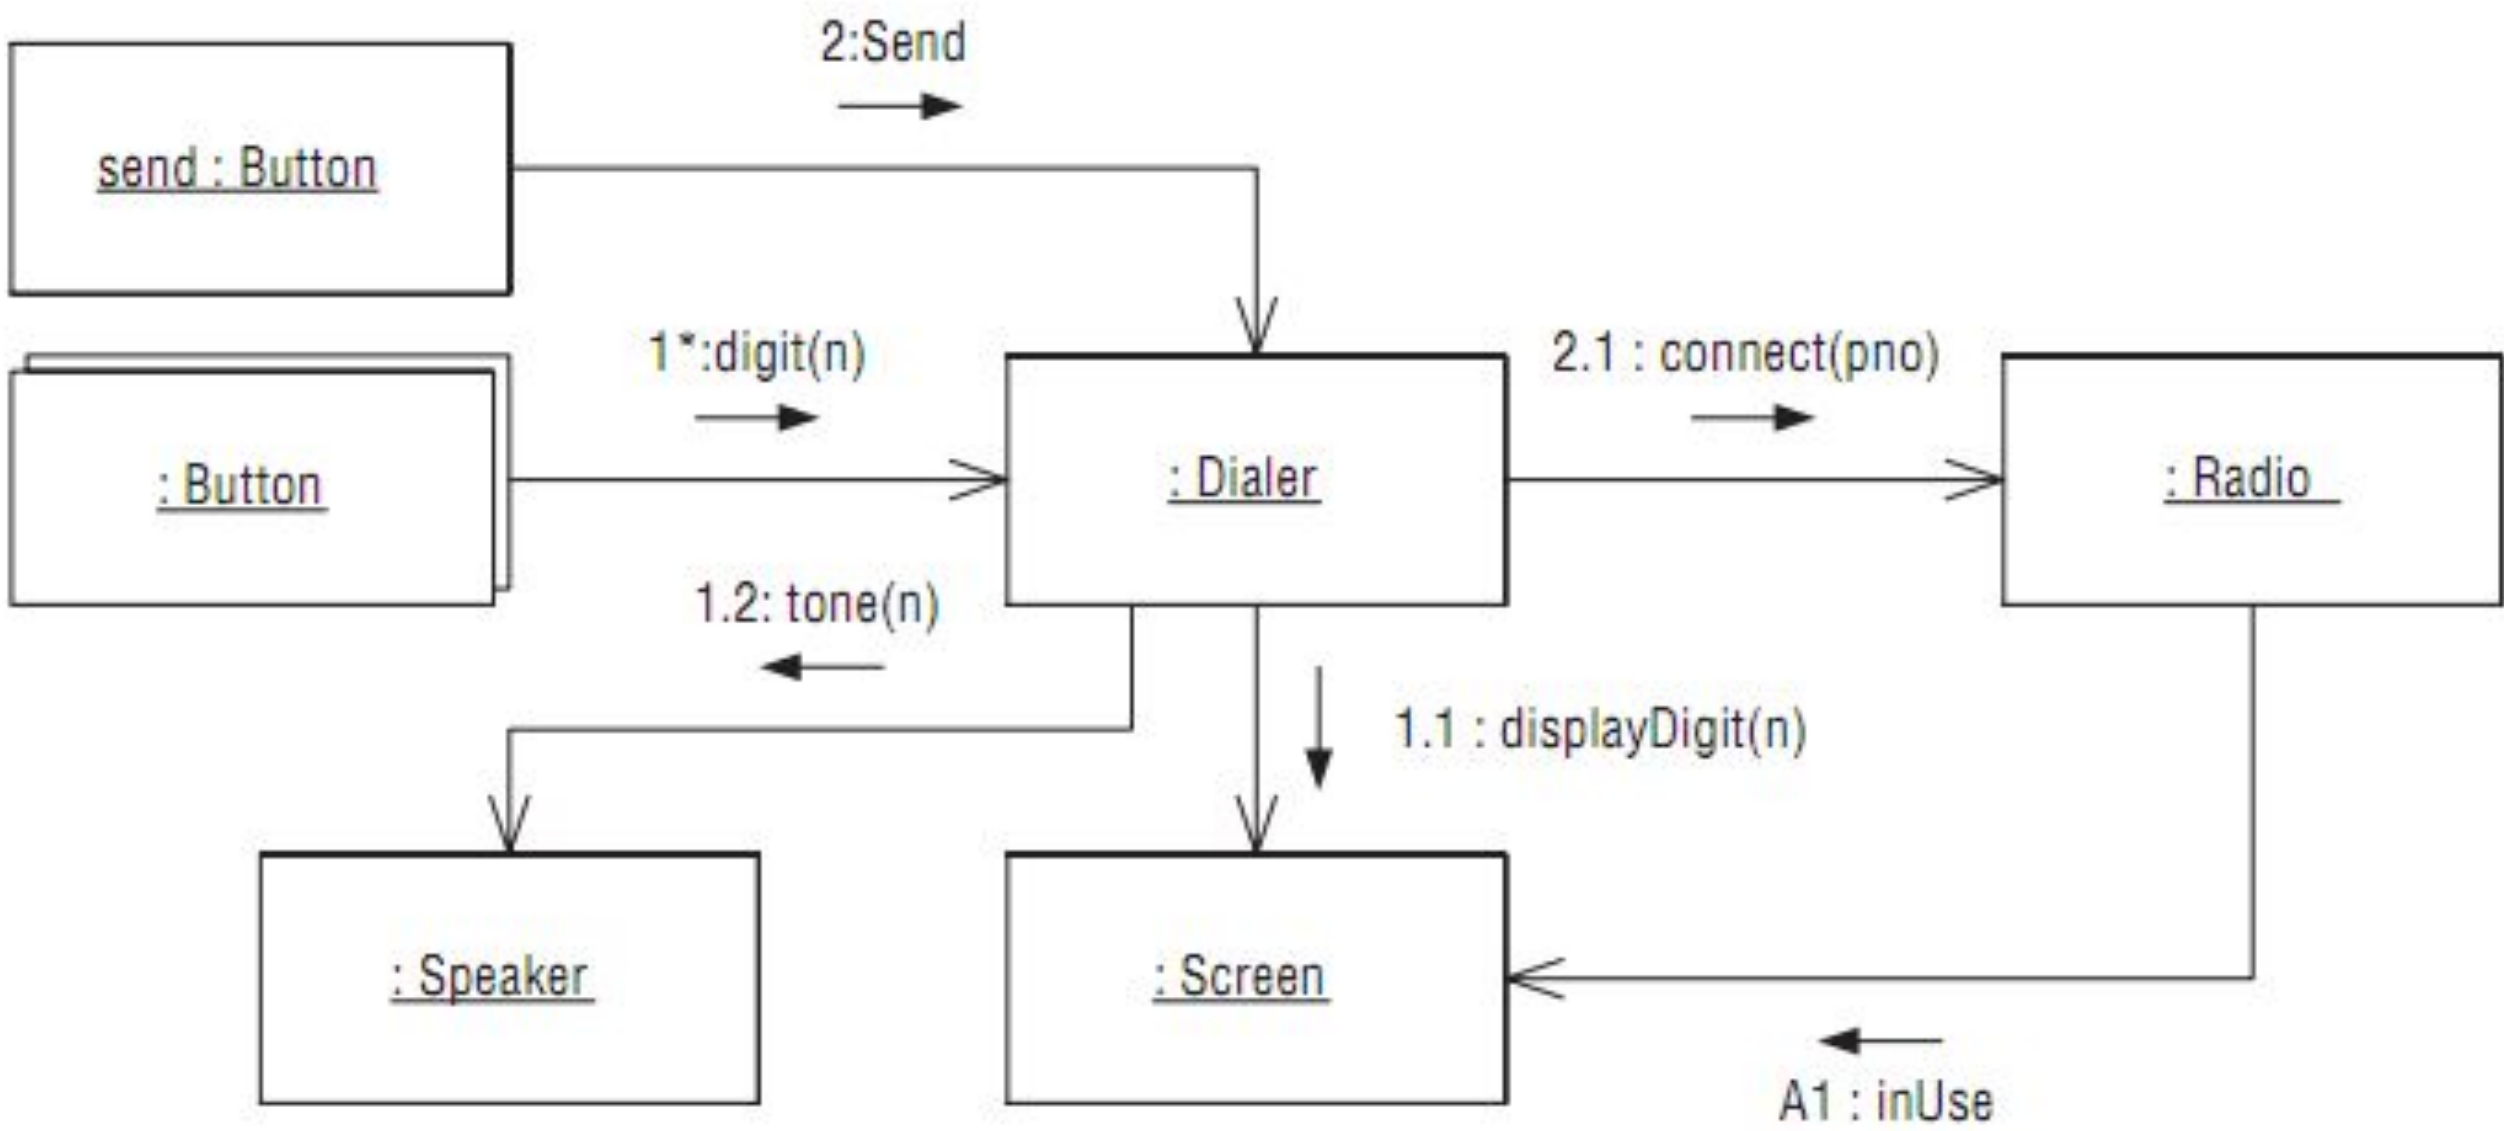 2:Send
send : Button
1*:digit(n)
2.1 : connect(pno)
: Button
: Dialer
: Radio
1.2: tone(n)
1.1 : displayDigit(n)
: Speaker
: Screen
A1 : inUse